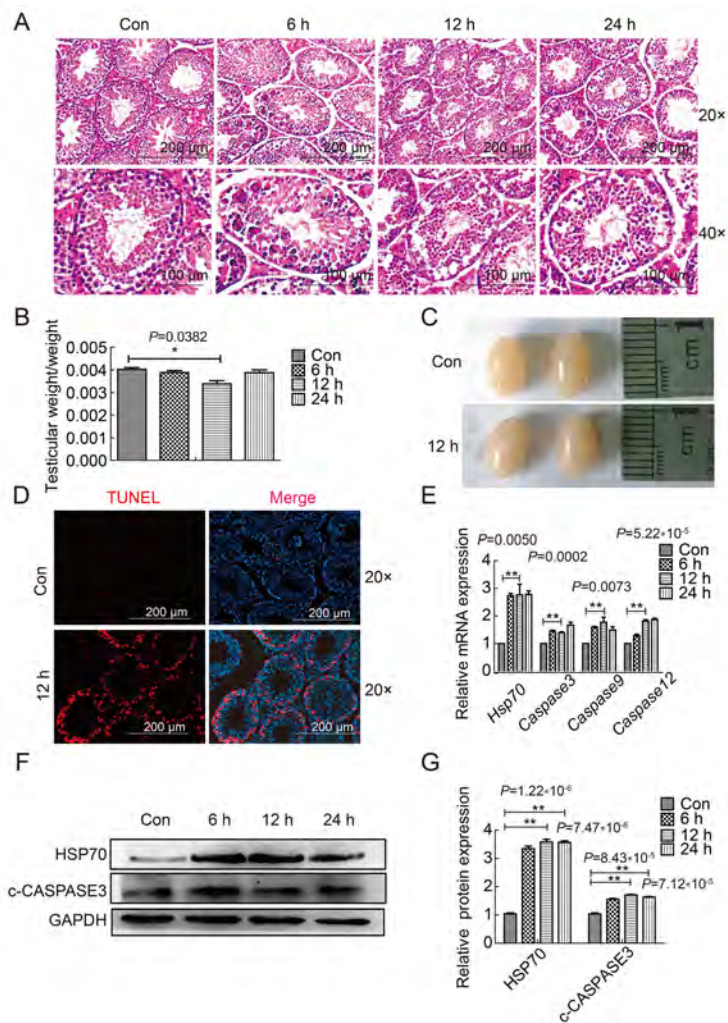 A
Con 6 h 12 h 24 h
200 μm 200 μm 200 μm 200 μm
20×
100 μm 100 μm 100 μm 100 μm
40×
B
P=0.0382
*
Testicular weight/weight
0.005
0.004
0.003
0.002
0.001
0.000
Con
6 h
12 h
24 h
C
Con
mm
cm
12 h
mm
cm
D
TUNEL Merge
Con
200 μm 200 μm
20×
12 h
200 μm 200 μm
20×
E
P=5.22*10⁻⁵
P=0.0050
P=0.0002
P=0.0073
** ** ** **
Relative mRNA expression
4
3
2
1
0
Con
6 h
12 h
24 h
Hsp70 Caspase3 Caspase9 Caspase12
F
Con 6 h 12 h 24 h
HSP70
c-CASPASE3
GAPDH
G
P=1.22*10⁻⁶
**
** P=7.47*10⁻⁶
P=8.43*10⁻⁵
**
** P=7.12*10⁻⁵
Relative protein expression
4
3
2
1
0
Con
6 h
12 h
24 h
HSP70 c-CASPASE3